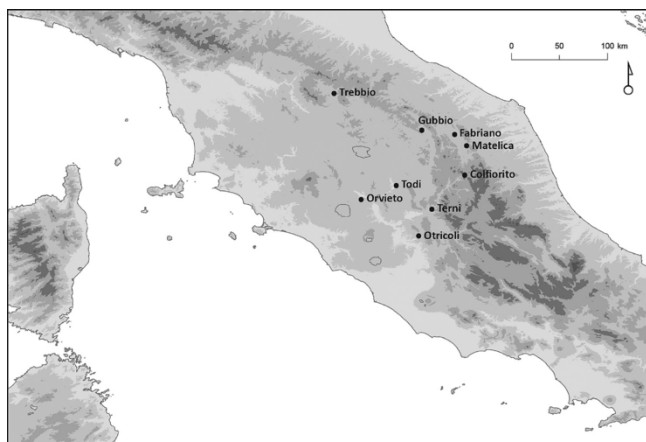 0 50 100 km
Trebbio
Gubbio
Fabriano
Matelica
Colfiorito
Todi
Orvieto
Terni
Otricoli